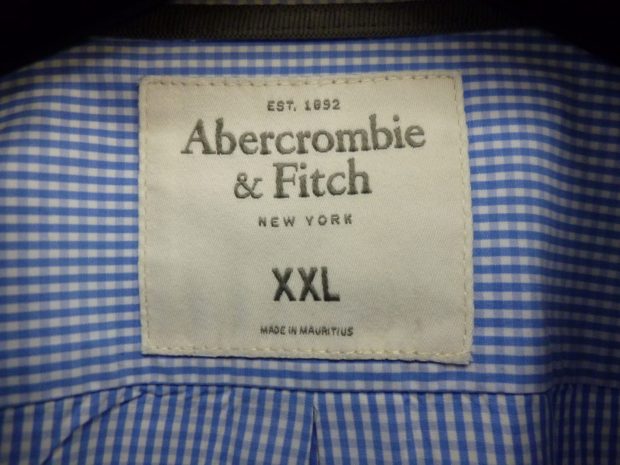 EST. 1892
Abercrombie
& Fitch
NEW YORK
XXL
MADE IN MAURITIUS